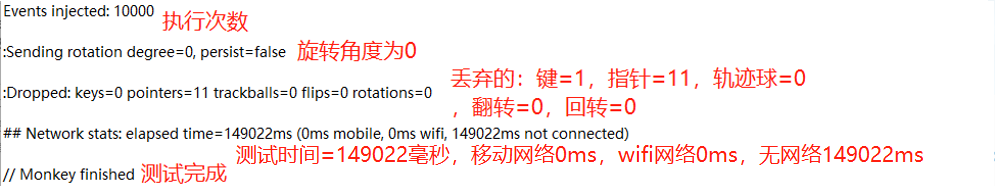 Events injected: 10000
执行次数
:Sending rotation degree=0, persist=false
旋转角度为0
:Dropped: keys=0 pointers=11 trackballs=0 flips=0 rotations=0
丢弃的：键=1，指针=11，轨迹球=0
，翻转=0，回转=0
## Network stats: elapsed time=149022ms (0ms mobile, 0ms wifi, 149022ms not connected)
测试时间=149022毫秒，移动网络0ms，wifi网络0ms，无网络149022ms
// Monkey finished
测试完成